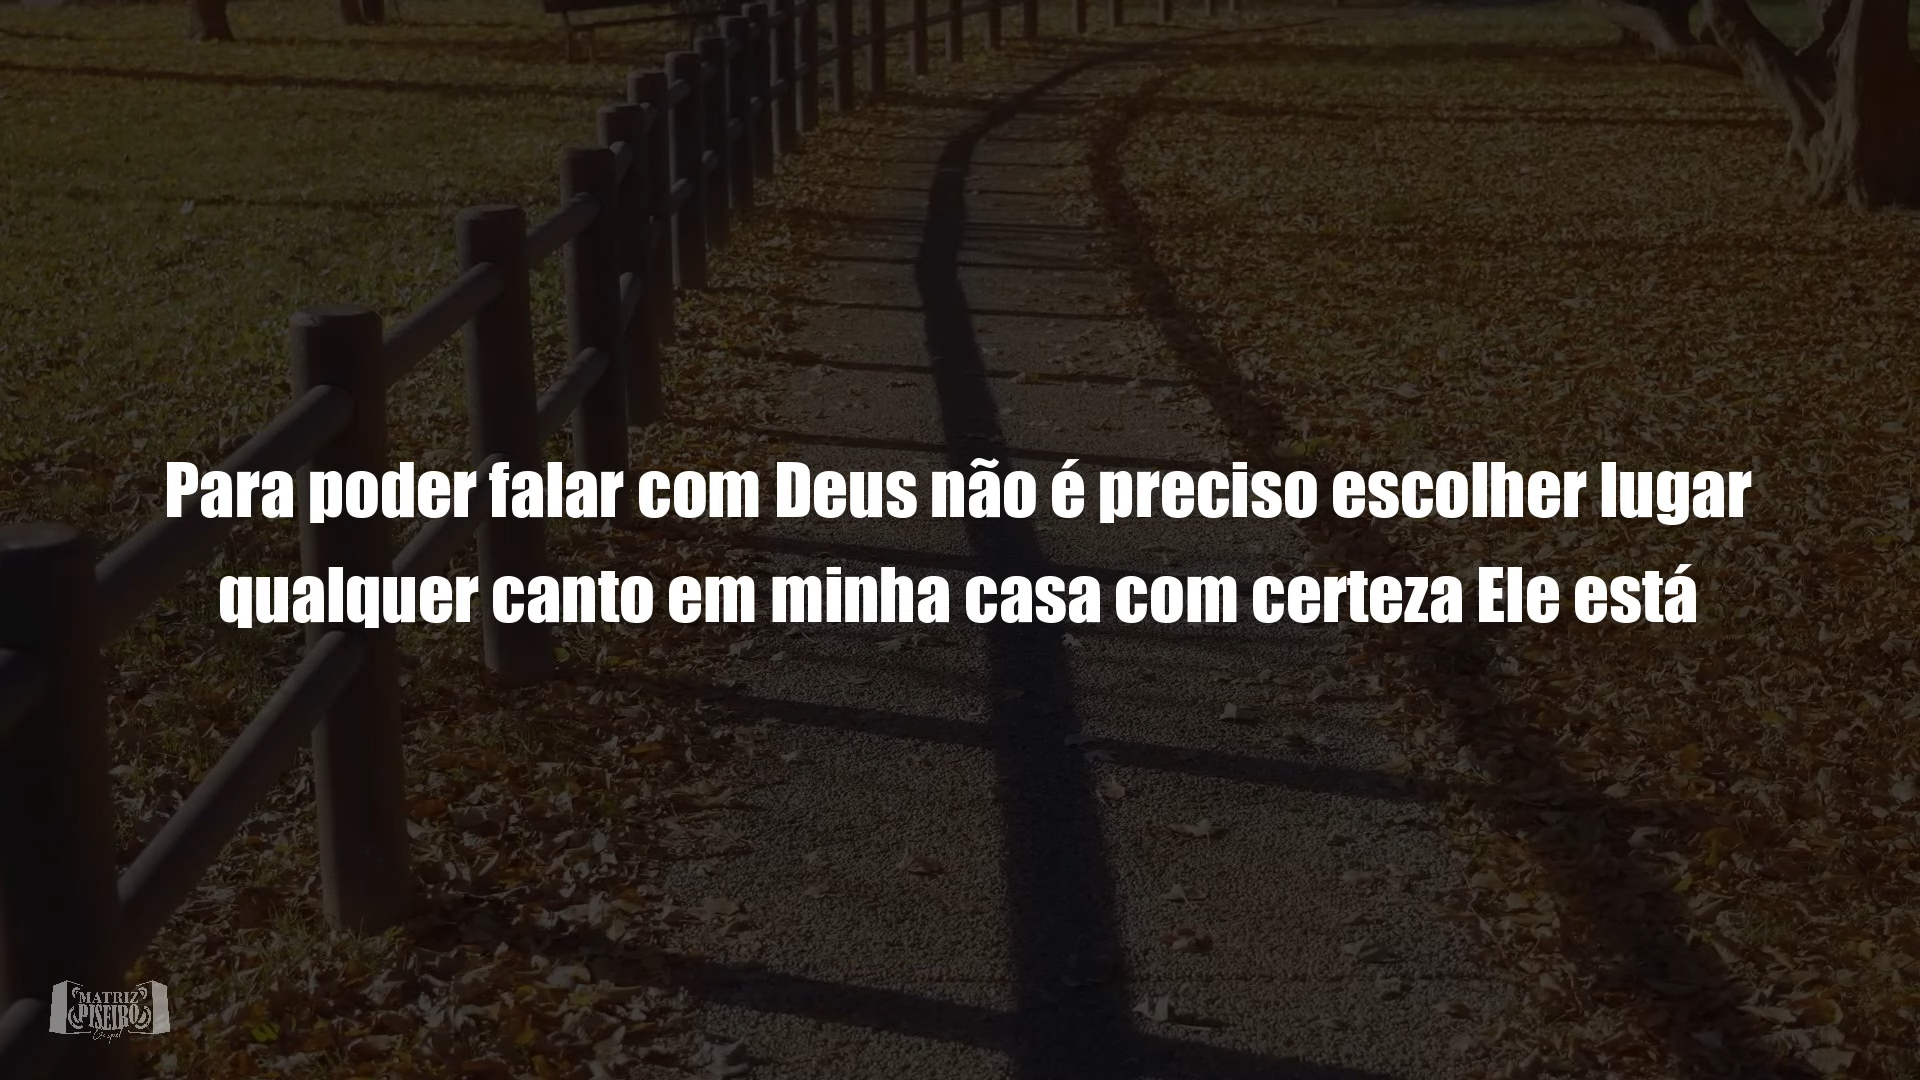 Para poder falar com Deus não é preciso escolher lugar
qualquer canto em minha casa com certeza Ele está
MATRIZ
PISEIRO
Gospel